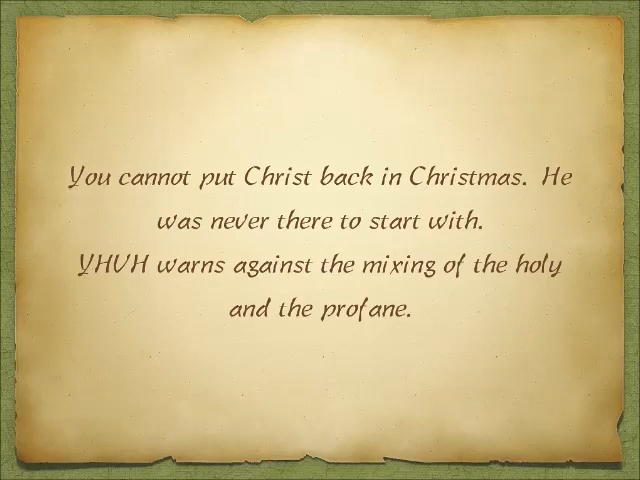 You cannot put Christ back in Christmas.  He
was never there to start with.
YHVH warns against the mixing of the holy
and the profane.